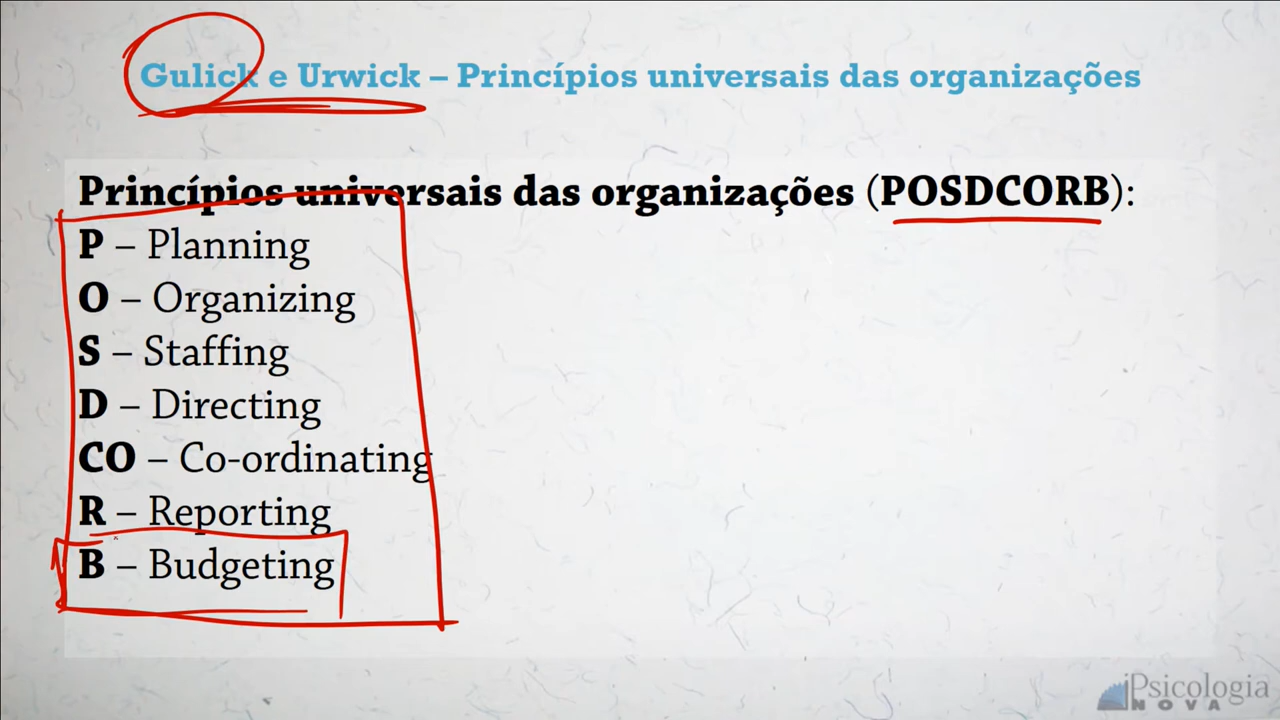 Gulick e Urwick – Princípios universais das organizações
Princípios universais das organizações (POSDCORB):
P – Planning
O – Organizing
S – Staffing
D – Directing
CO – Co-ordinating
R – Reporting
B – Budgeting
Psicologia
NOVA